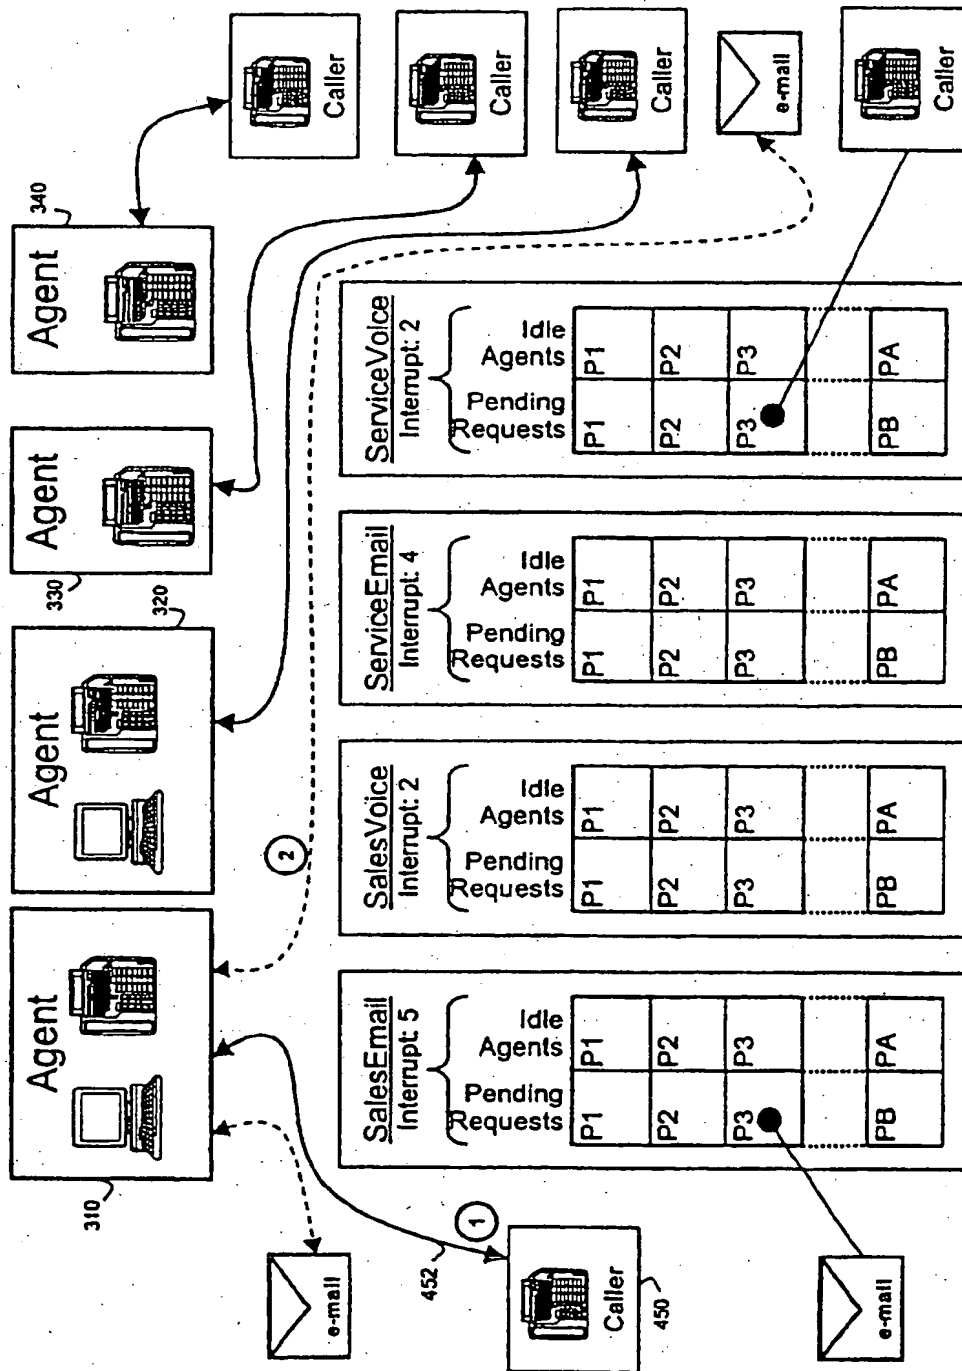 Agent
310
Agent
320
Agent
330
Agent
340
e-mail
452
1
Caller
450
2
Caller
Caller
Caller
e-mail
SalesEmail
Interrupt: 5
Pending
Requests
Idle
Agents
P1
P1
P2
P2
P3
P3
PB
PA
SalesVoice
Interrupt: 2
Pending
Requests
Idle
Agents
P1
P1
P2
P2
P3
P3
PB
PA
ServiceEmail
Interrupt: 4
Pending
Requests
Idle
Agents
P1
P1
P2
P2
P3
P3
PB
PA
ServiceVoice
Interrupt: 2
Pending
Requests
Idle
Agents
P1
P1
P2
P2
P3
P3
PB
PA
e-mail
Caller